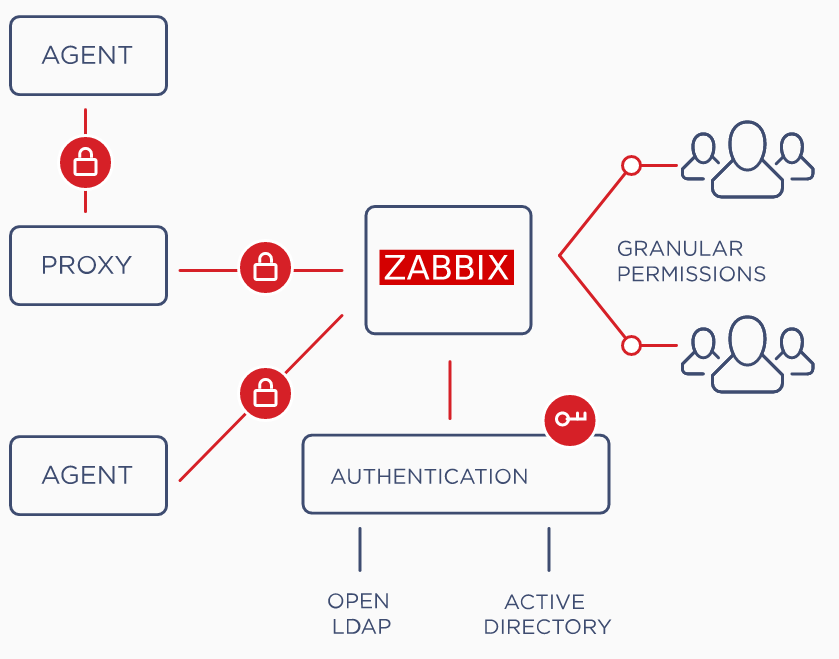 AGENT
PROXY
ZABBIX
GRANULAR
PERMISSIONS
AGENT
AUTHENTICATION
OPEN
LDAP
ACTIVE
DIRECTORY